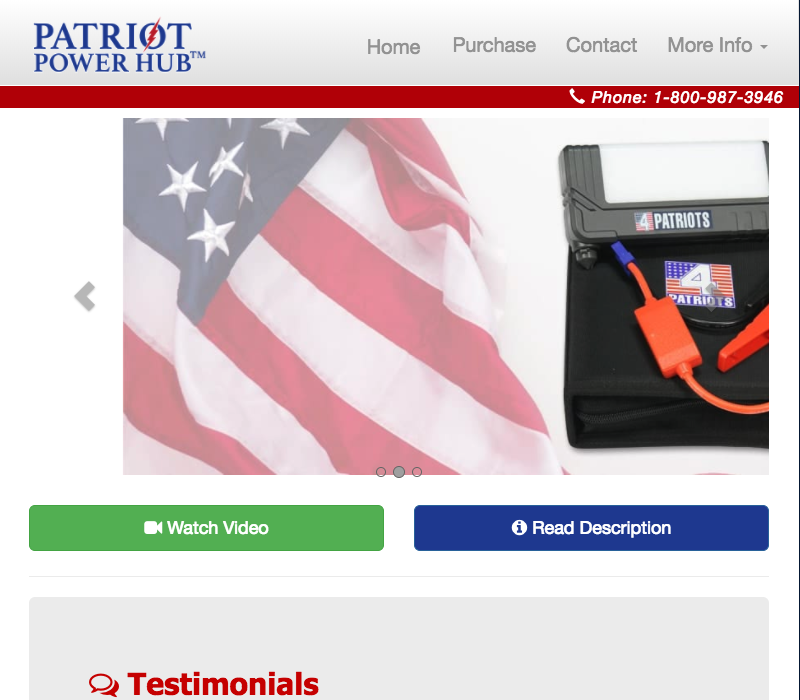 PATRIOT
POWER HUB™
Home Purchase Contact More Info
Phone: 1-800-987-3946
4 PATRIOTS
4
PATRIOTS
Watch Video
Read Description
Testimonials